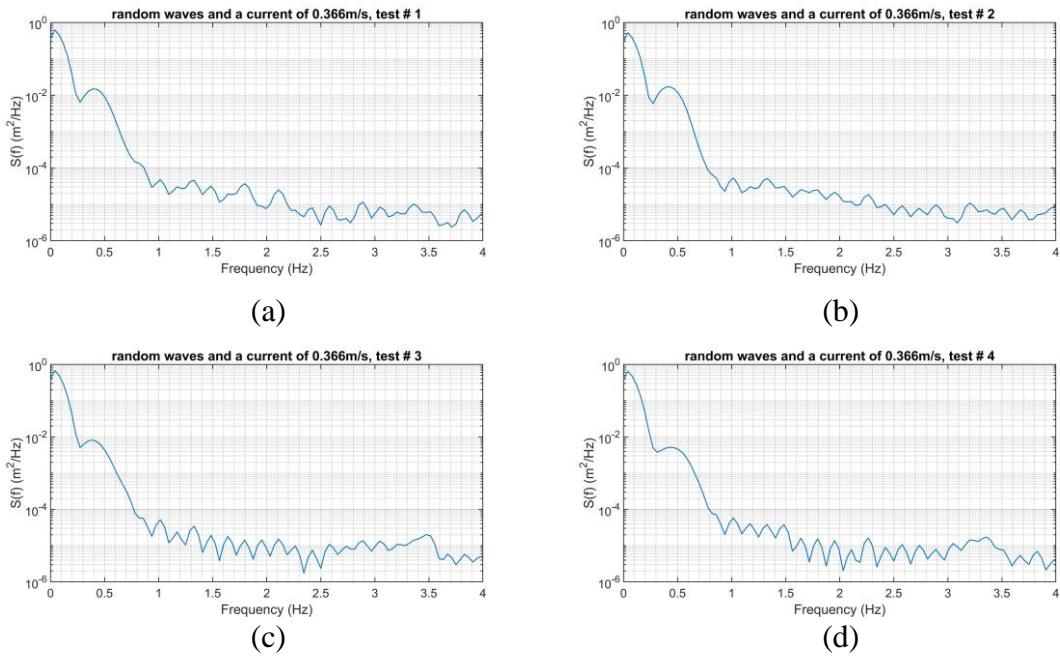 random waves and a current of 0.366m/s, test # 1
10^0
10^-2
10^-4
10^-6
S(f) (m^2/Hz)
0 0.5 1 1.5 2 2.5 3 3.5 4
Frequency (Hz)
(a)
random waves and a current of 0.366m/s, test # 2
10^0
10^-2
10^-4
10^-6
S(f) (m^2/Hz)
0 0.5 1 1.5 2 2.5 3 3.5 4
Frequency (Hz)
(b)
random waves and a current of 0.366m/s, test # 3
10^0
10^-2
10^-4
10^-6
S(f) (m^2/Hz)
0 0.5 1 1.5 2 2.5 3 3.5 4
Frequency (Hz)
(c)
random waves and a current of 0.366m/s, test # 4
10^0
10^-2
10^-4
10^-6
S(f) (m^2/Hz)
0 0.5 1 1.5 2 2.5 3 3.5 4
Frequency (Hz)
(d)